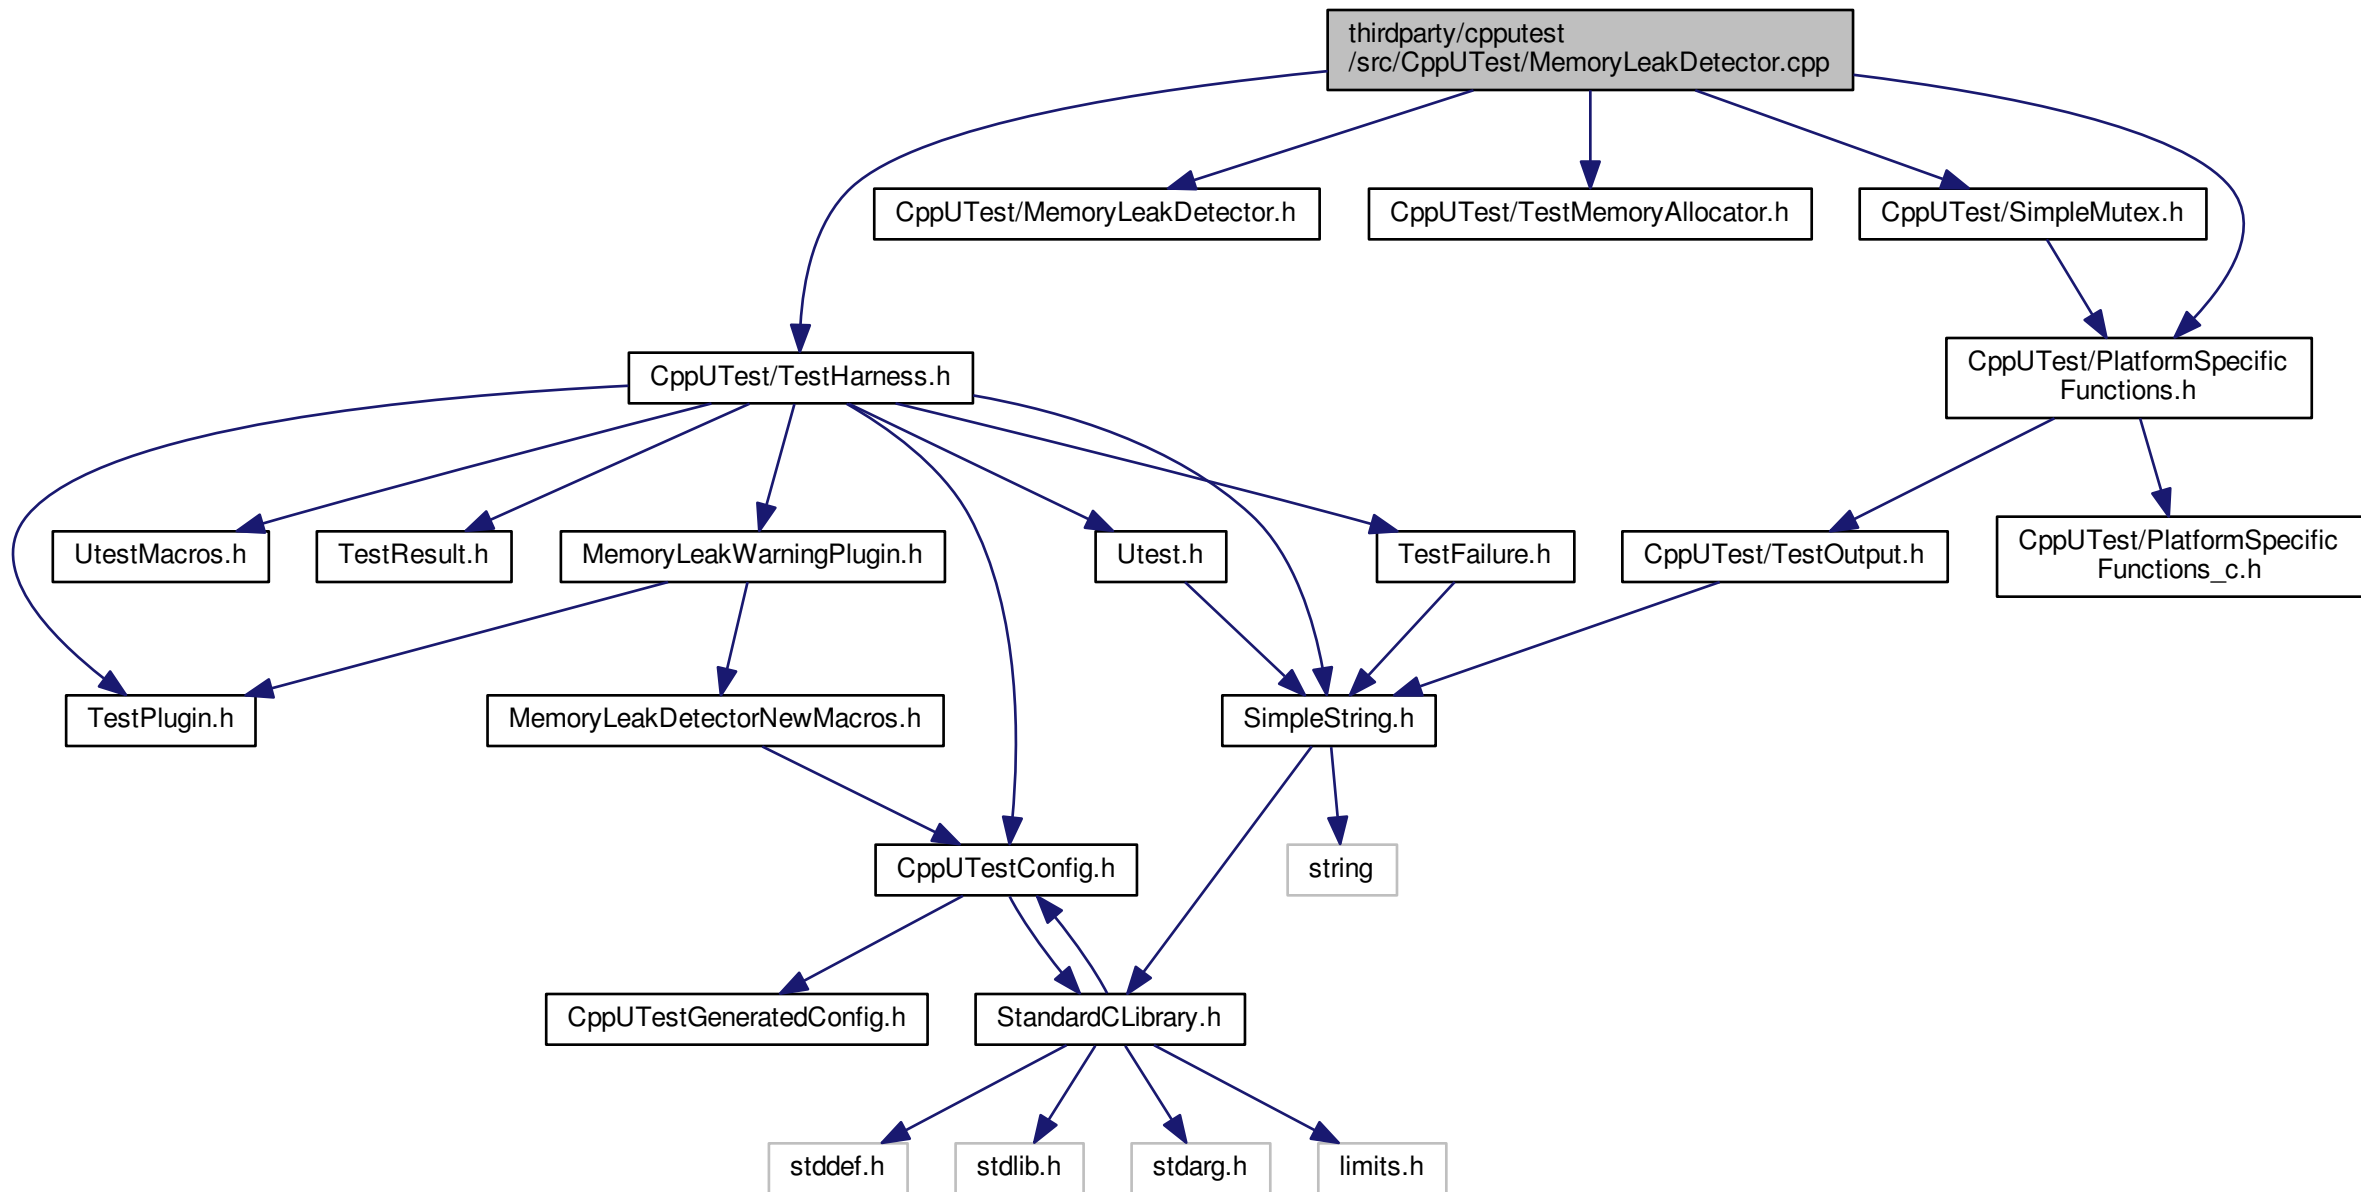 thirdparty/cpputest
/src/CppUTest/MemoryLeakDetector.cpp
CppUTest/MemoryLeakDetector.h
CppUTest/TestMemoryAllocator.h
CppUTest/SimpleMutex.h
CppUTest/TestHarness.h
CppUTest/PlatformSpecific
Functions.h
UtestMacros.h
TestResult.h
MemoryLeakWarningPlugin.h
Utest.h
TestFailure.h
CppUTest/TestOutput.h
CppUTest/PlatformSpecific
Functions_c.h
TestPlugin.h
MemoryLeakDetectorNewMacros.h
SimpleString.h
CppUTestConfig.h
string
CppUTestGeneratedConfig.h
StandardCLibrary.h
stddef.h
stdlib.h
stdarg.h
limits.h